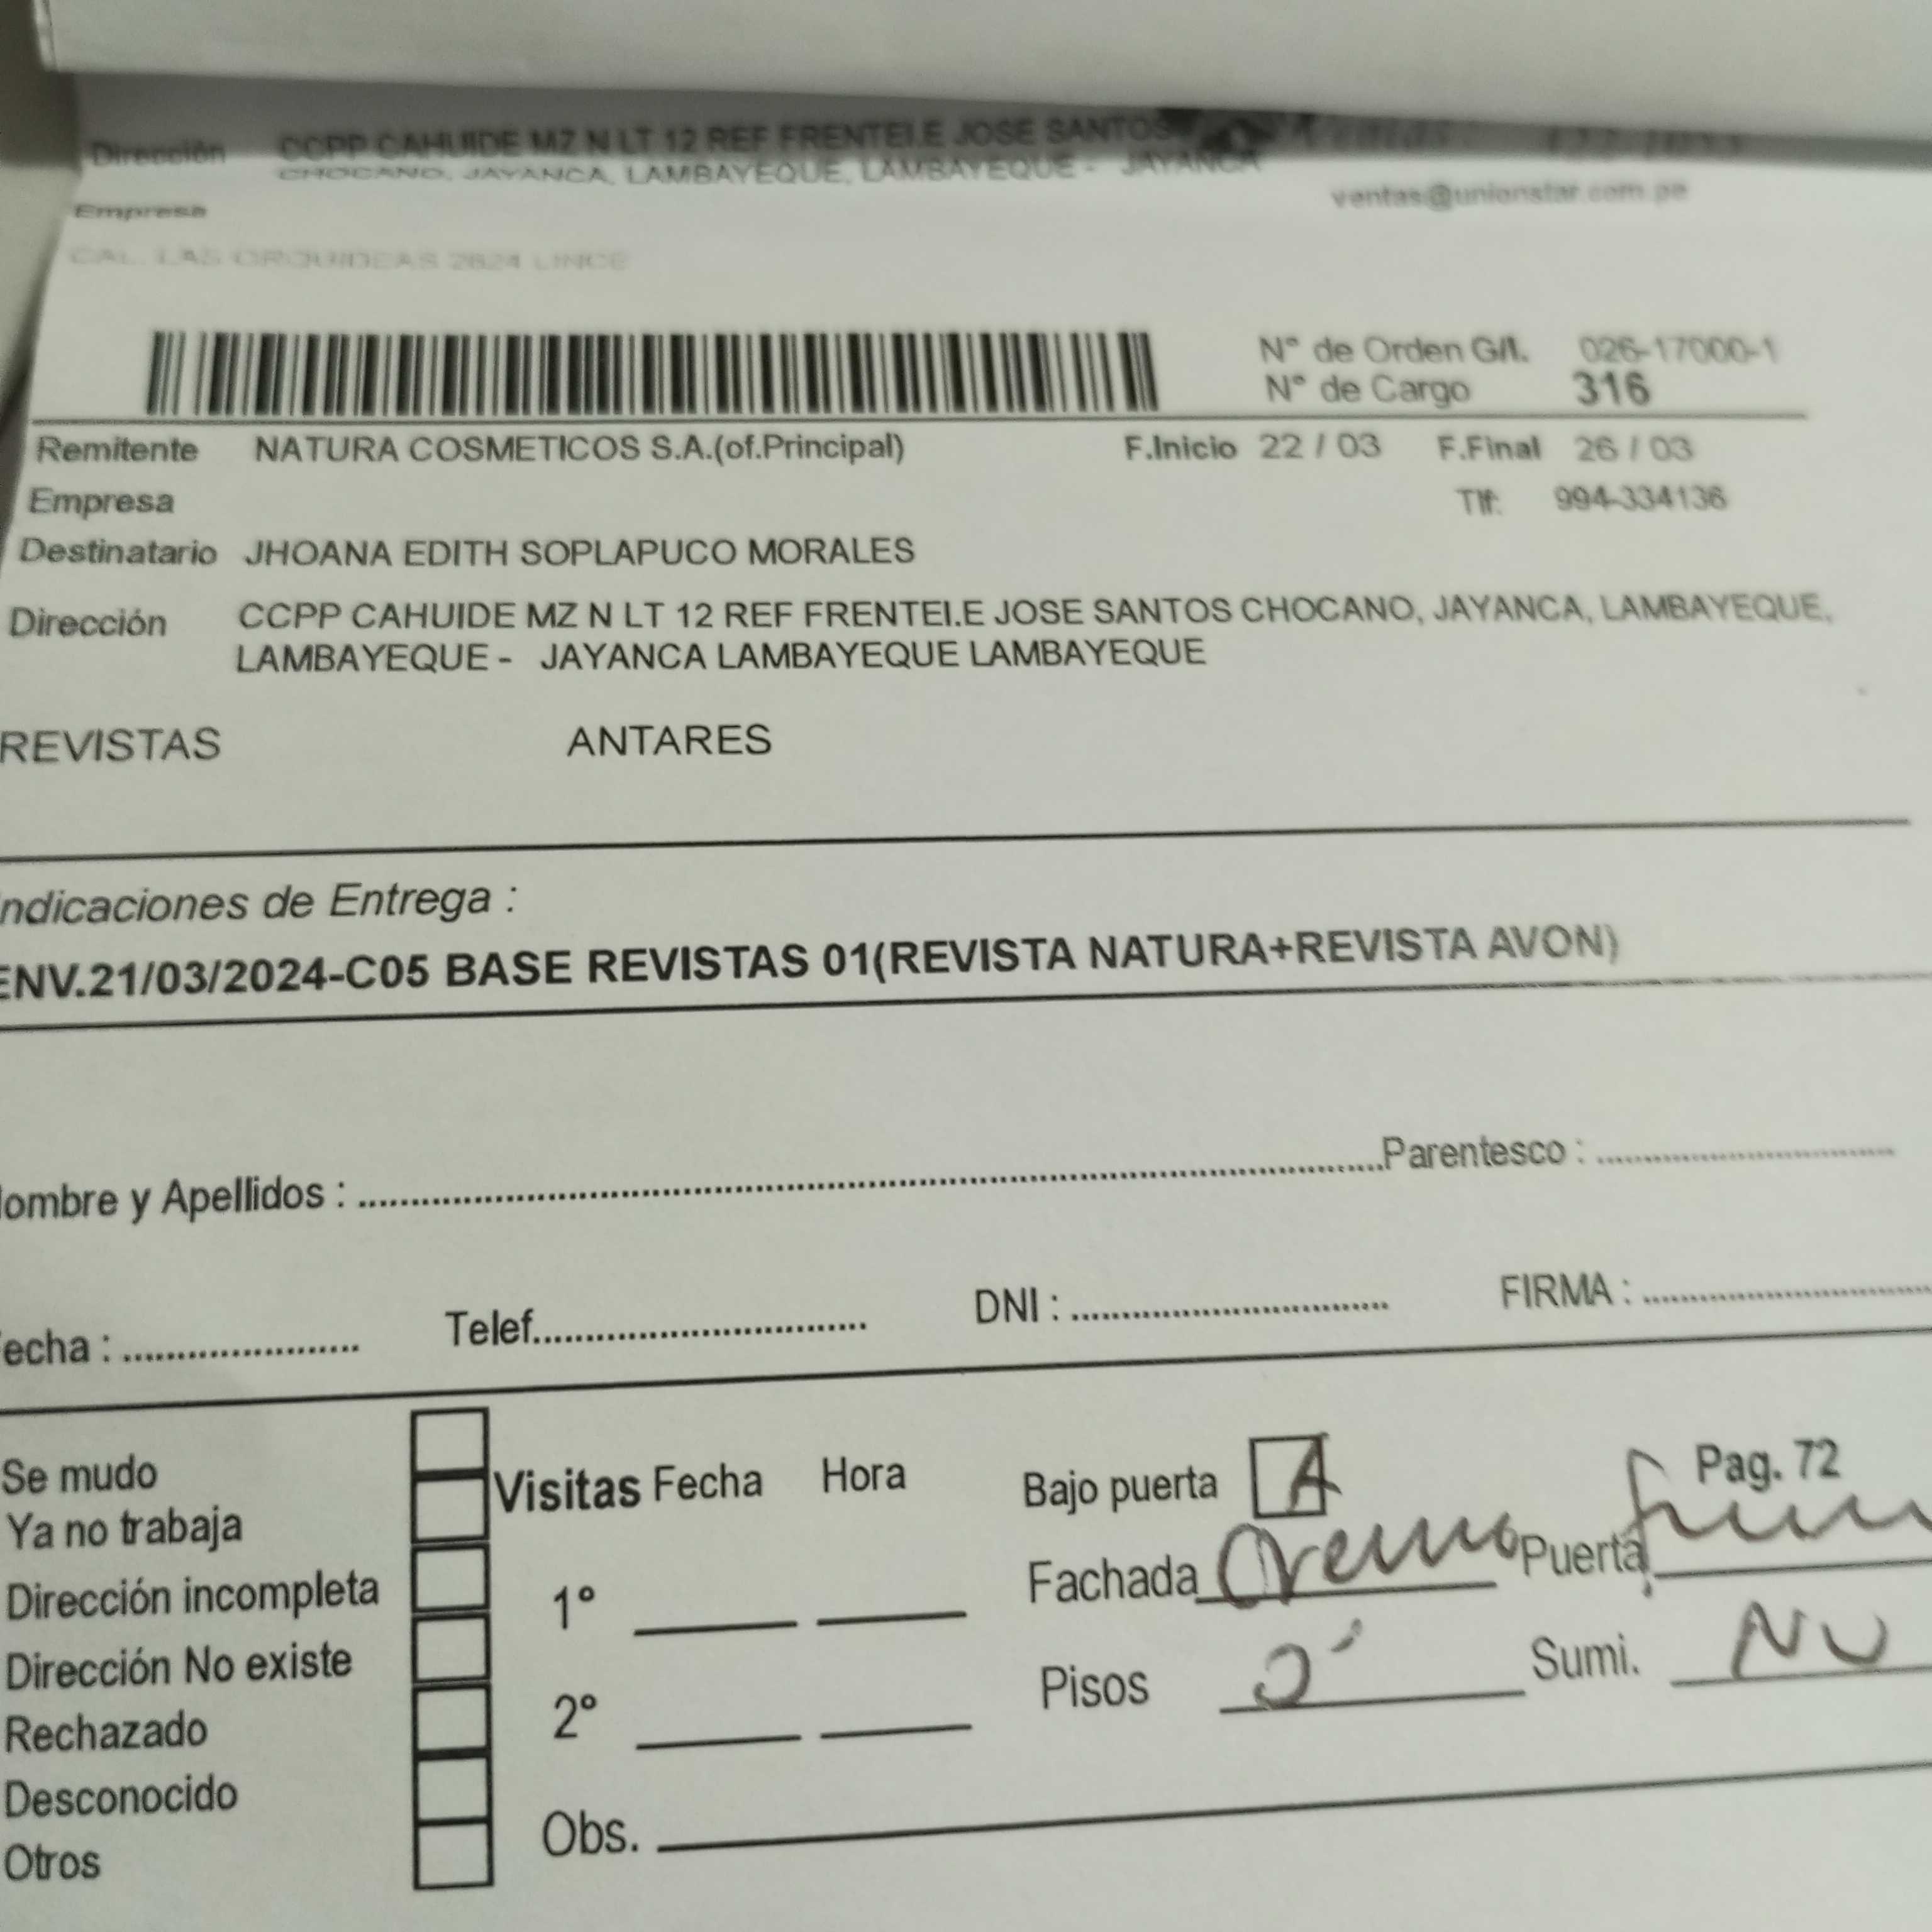 Dirección CCPP CAHUIDE MZ N LT 12 REF FRENTEI.E JOSE SANTOS
CHOCANO, JAYANCA, LAMBAYEQUE, LAMBAYEQUE - JAYANCA
ventas@unionstar.com.pe
Empresa
CAL. LAS ORQUIDEAS 2624 LINCE
N° de Orden G/I. 026-17000-1
N° de Cargo 316
Remitente NATURA COSMETICOS S.A.(of.Principal) F.Inicio 22 / 03 F.Final 26 / 03
Empresa Tlf: 994-334136
Destinatario JHOANA EDITH SOPLAPUCO MORALES
Dirección CCPP CAHUIDE MZ N LT 12 REF FRENTEI.E JOSE SANTOS CHOCANO, JAYANCA, LAMBAYEQUE,
LAMBAYEQUE - JAYANCA LAMBAYEQUE LAMBAYEQUE
REVISTAS ANTARES
ndicaciones de Entrega :
ENV.21/03/2024-C05 BASE REVISTAS 01(REVISTA NATURA+REVISTA AVON)
ombre y Apellidos : Parentesco :
echa : Telef. DNI : FIRMA :
Se mudo
Ya no trabaja
Dirección incompleta
Dirección No existe
Rechazado
Desconocido
Otros
Visitas Fecha Hora
1°
2°
Obs.
Bajo puerta Pag. 72
Fachada Cremo Puerta
Pisos Sumi. NO